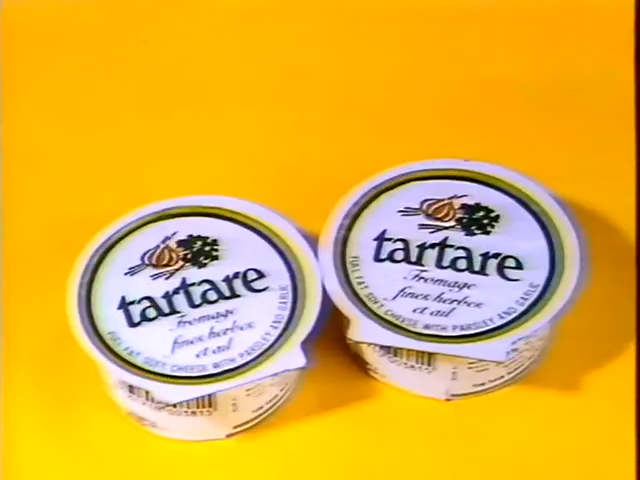 tartare
Fromage
fines herbes
et ail
FULL FAT SOFT CHEESE WITH PARSLEY AND GARLIC
tartare
Fromage
fines herbes
et ail
FULL FAT SOFT CHEESE WITH PARSLEY AND GARLIC